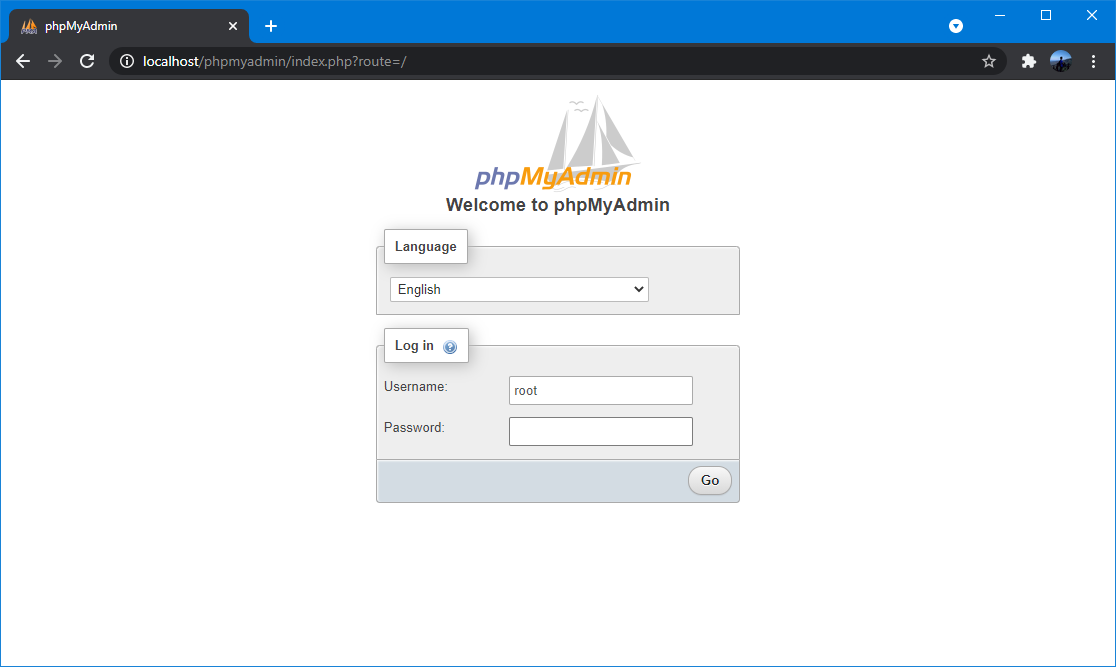 phpMyAdmin
localhost/phpmyadmin/index.php?route=/
phpMyAdmin
Welcome to phpMyAdmin
Language
English
Log in
Username:
root
Password:
Go